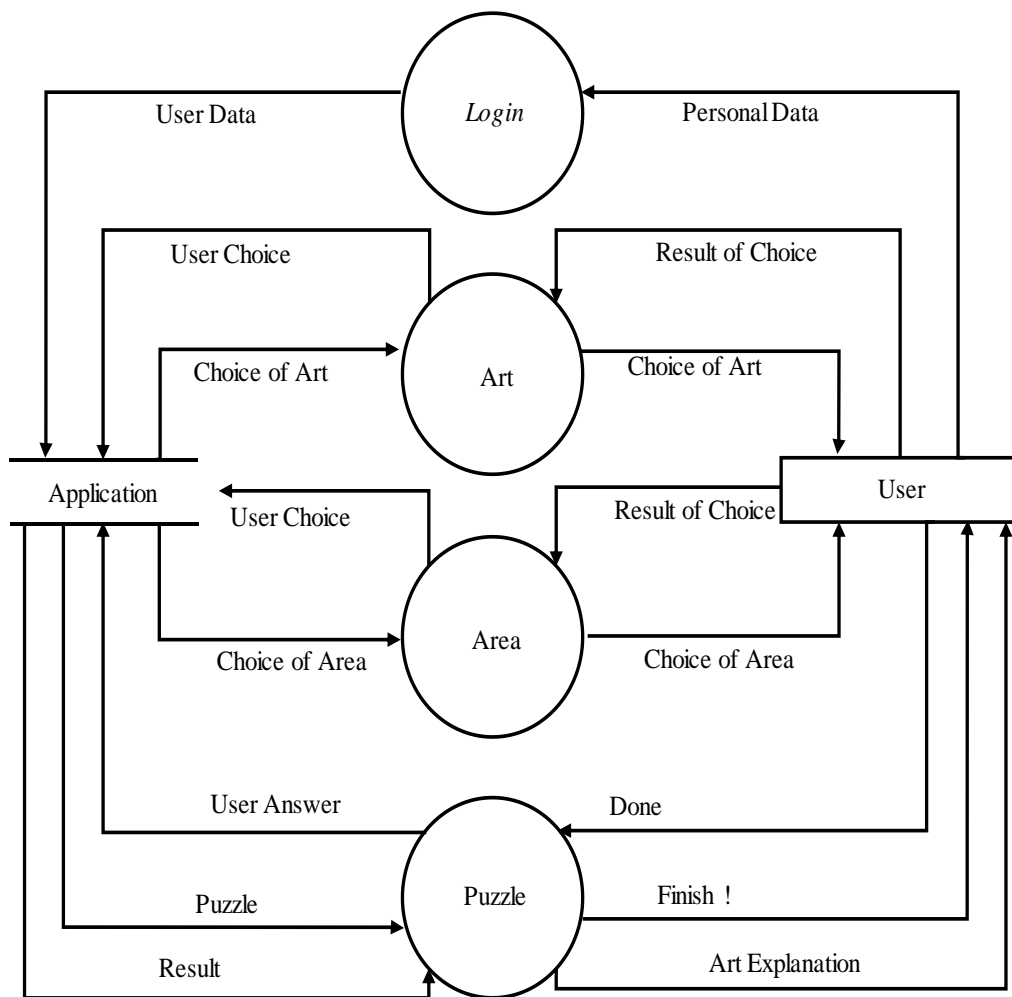 Login
User Data
Personal Data
User Choice
Result of Choice
Choice of Art
Art
Choice of Art
Application
User
User Choice
Result of Choice
Choice of Area
Area
Choice of Area
User Answer
Done
Puzzle
Puzzle
Finish !
Result
Art Explanation